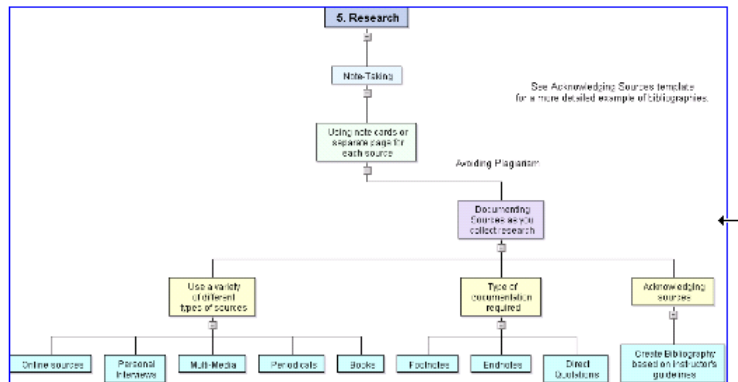 5. Research
Note-Taking
See Acknowledging Sources template
for a more detailed example of bibliographies.
Using note cards or
separate page for
each source
Avoiding Plagiarism
Documenting
Sources as you
collect research
Use a variety
of different
types of sources
Type of
documentation
required
Acknowledging
sources
Online sources
Personal
Interviews
Multi-Media
Periodicals
Books
Footnotes
Endnotes
Direct
Quotations
Create Bibliography
based on instructor's
guidelines